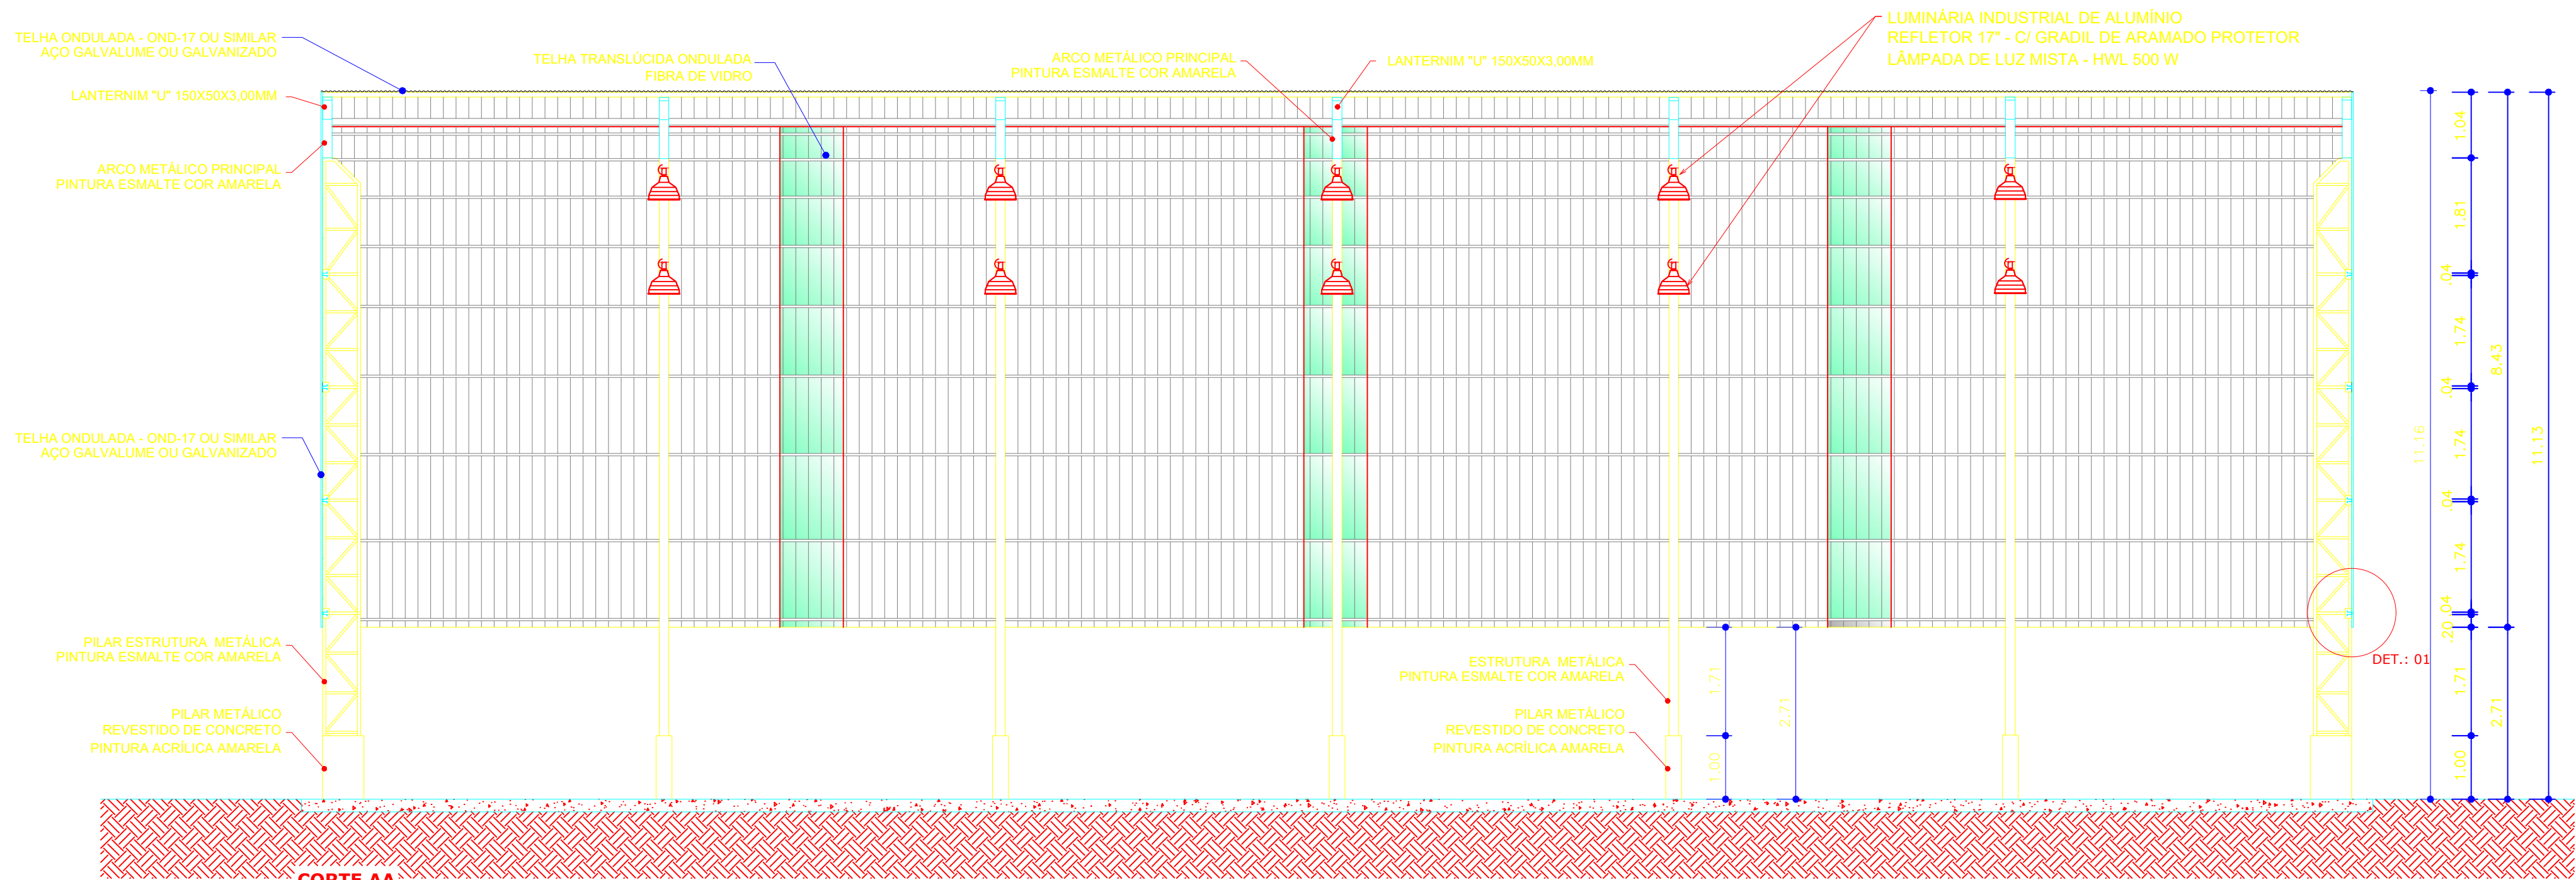 TELHA ONDULADA - OND-17 OU SIMILAR
AÇO GALVALUME OU GALVANIZADO
LANTERNIM "U" 150X50X3,00MM
ARCO METÁLICO PRINCIPAL
PINTURA ESMALTE COR AMARELA
TELHA ONDULADA - OND-17 OU SIMILAR
AÇO GALVALUME OU GALVANIZADO
PILAR ESTRUTURA METÁLICA
PINTURA ESMALTE COR AMARELA
PILAR METÁLICO
REVESTIDO DE CONCRETO
PINTURA ACRÍLICA AMARELA
TELHA TRANSLÚCIDA ONDULADA
FIBRA DE VIDRO
ARCO METÁLICO PRINCIPAL
PINTURA ESMALTE COR AMARELA
LANTERNIM "U" 150X50X3,00MM
LUMINÁRIA INDUSTRIAL DE ALUMÍNIO
REFLETOR 17" - C/ GRADIL DE ARAMADO PROTETOR
LÂMPADA DE LUZ MISTA - HWL 500 W
ESTRUTURA METÁLICA
PINTURA ESMALTE COR AMARELA
PILAR METÁLICO
REVESTIDO DE CONCRETO
PINTURA ACRÍLICA AMARELA
1.71
1.00
2.71
DET.: 01
11.16
1.04
1.81
.04
1.74
.04
1.74
.04
1.74
.04
.20
1.71
1.00
8.43
2.71
11.13
CORTE AA